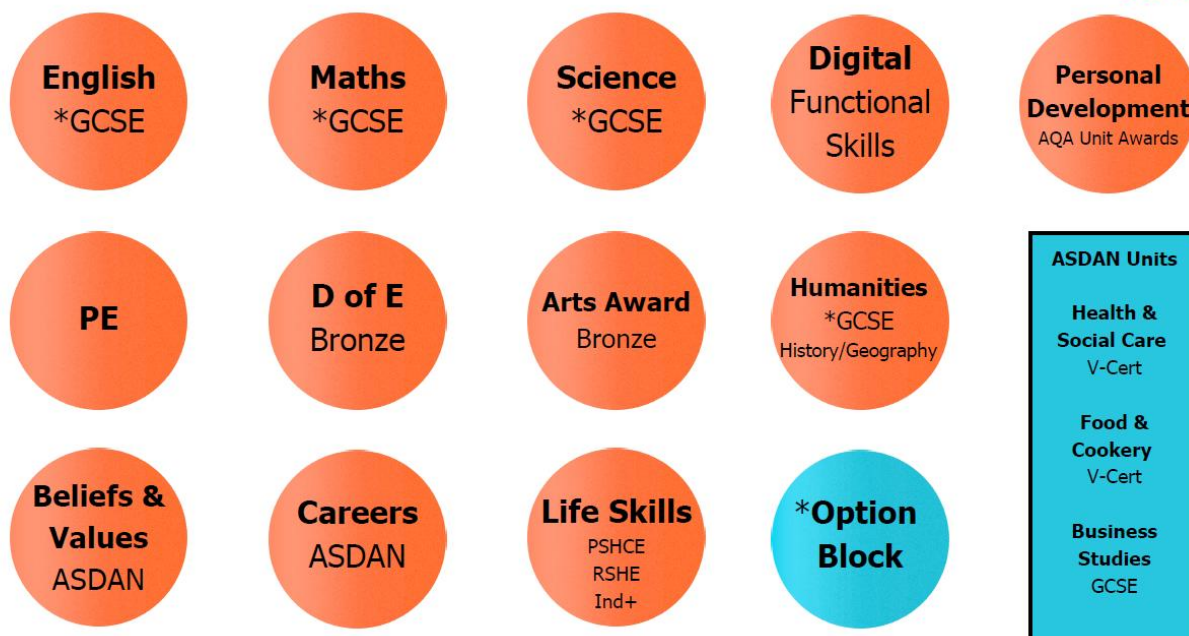 English
*GCSE
Maths
*GCSE
Science
*GCSE
Digital
Functional
Skills
Personal
Development
AQA Unit Awards
PE
D of E
Bronze
Arts Award
Bronze
Humanities
*GCSE
History/Geography
Beliefs &
Values
ASDAN
Careers
ASDAN
Life Skills
PSHCE
RSHE
Ind+
*Option
Block
ASDAN Units
Health &
Social Care
V-Cert
Food &
Cookery
V-Cert
Business
Studies
GCSE